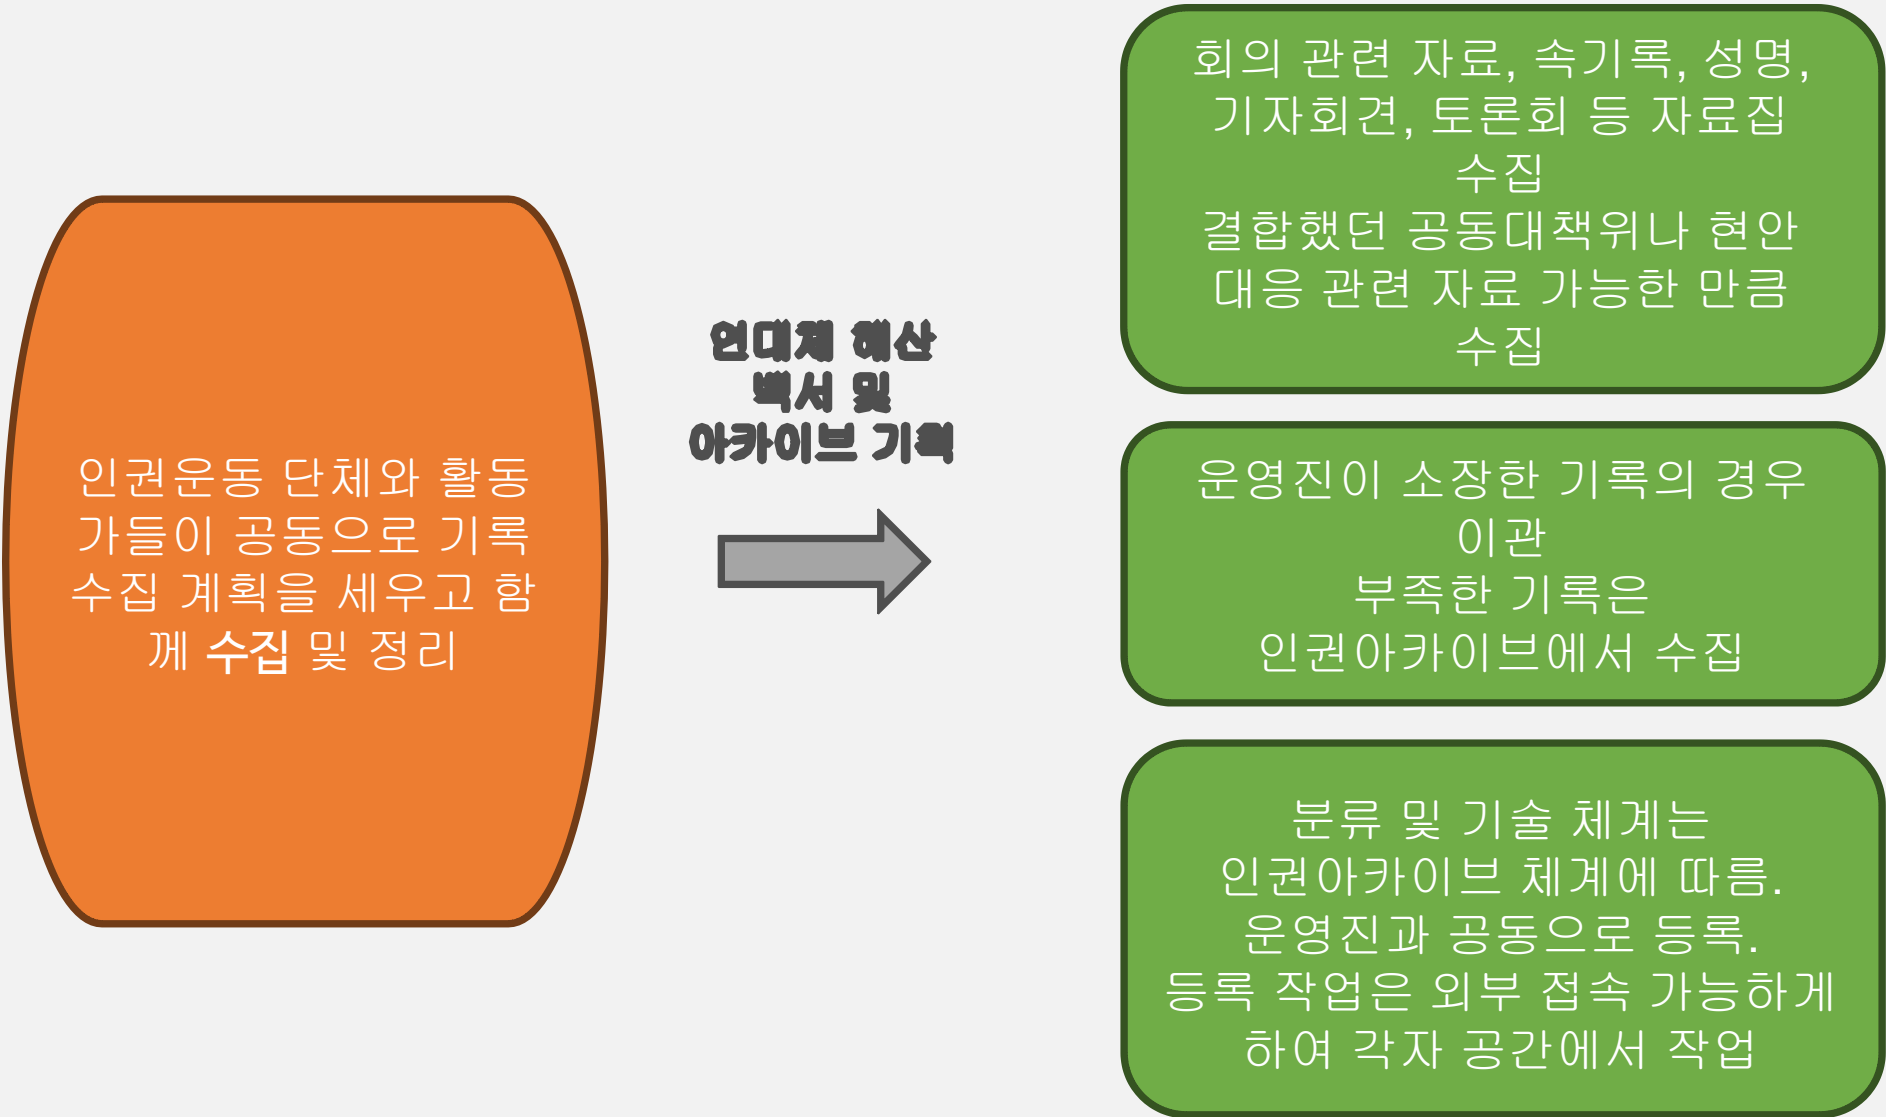 인권운동 단체와 활동
가들이 공동으로 기록
수집 계획을 세우고 함
께 수집 및 정리
연대체 해산
백서 및
아카이브 기획
회의 관련 자료, 속기록, 성명,
기자회견, 토론회 등 자료집
수집
결합했던 공동대책위나 현안
대응 관련 자료 가능한 만큼
수집
운영진이 소장한 기록의 경우
이관
부족한 기록은
인권아카이브에서 수집
분류 및 기술 체계는
인권아카이브 체계에 따름.
운영진과 공동으로 등록.
등록 작업은 외부 접속 가능하게
하여 각자 공간에서 작업